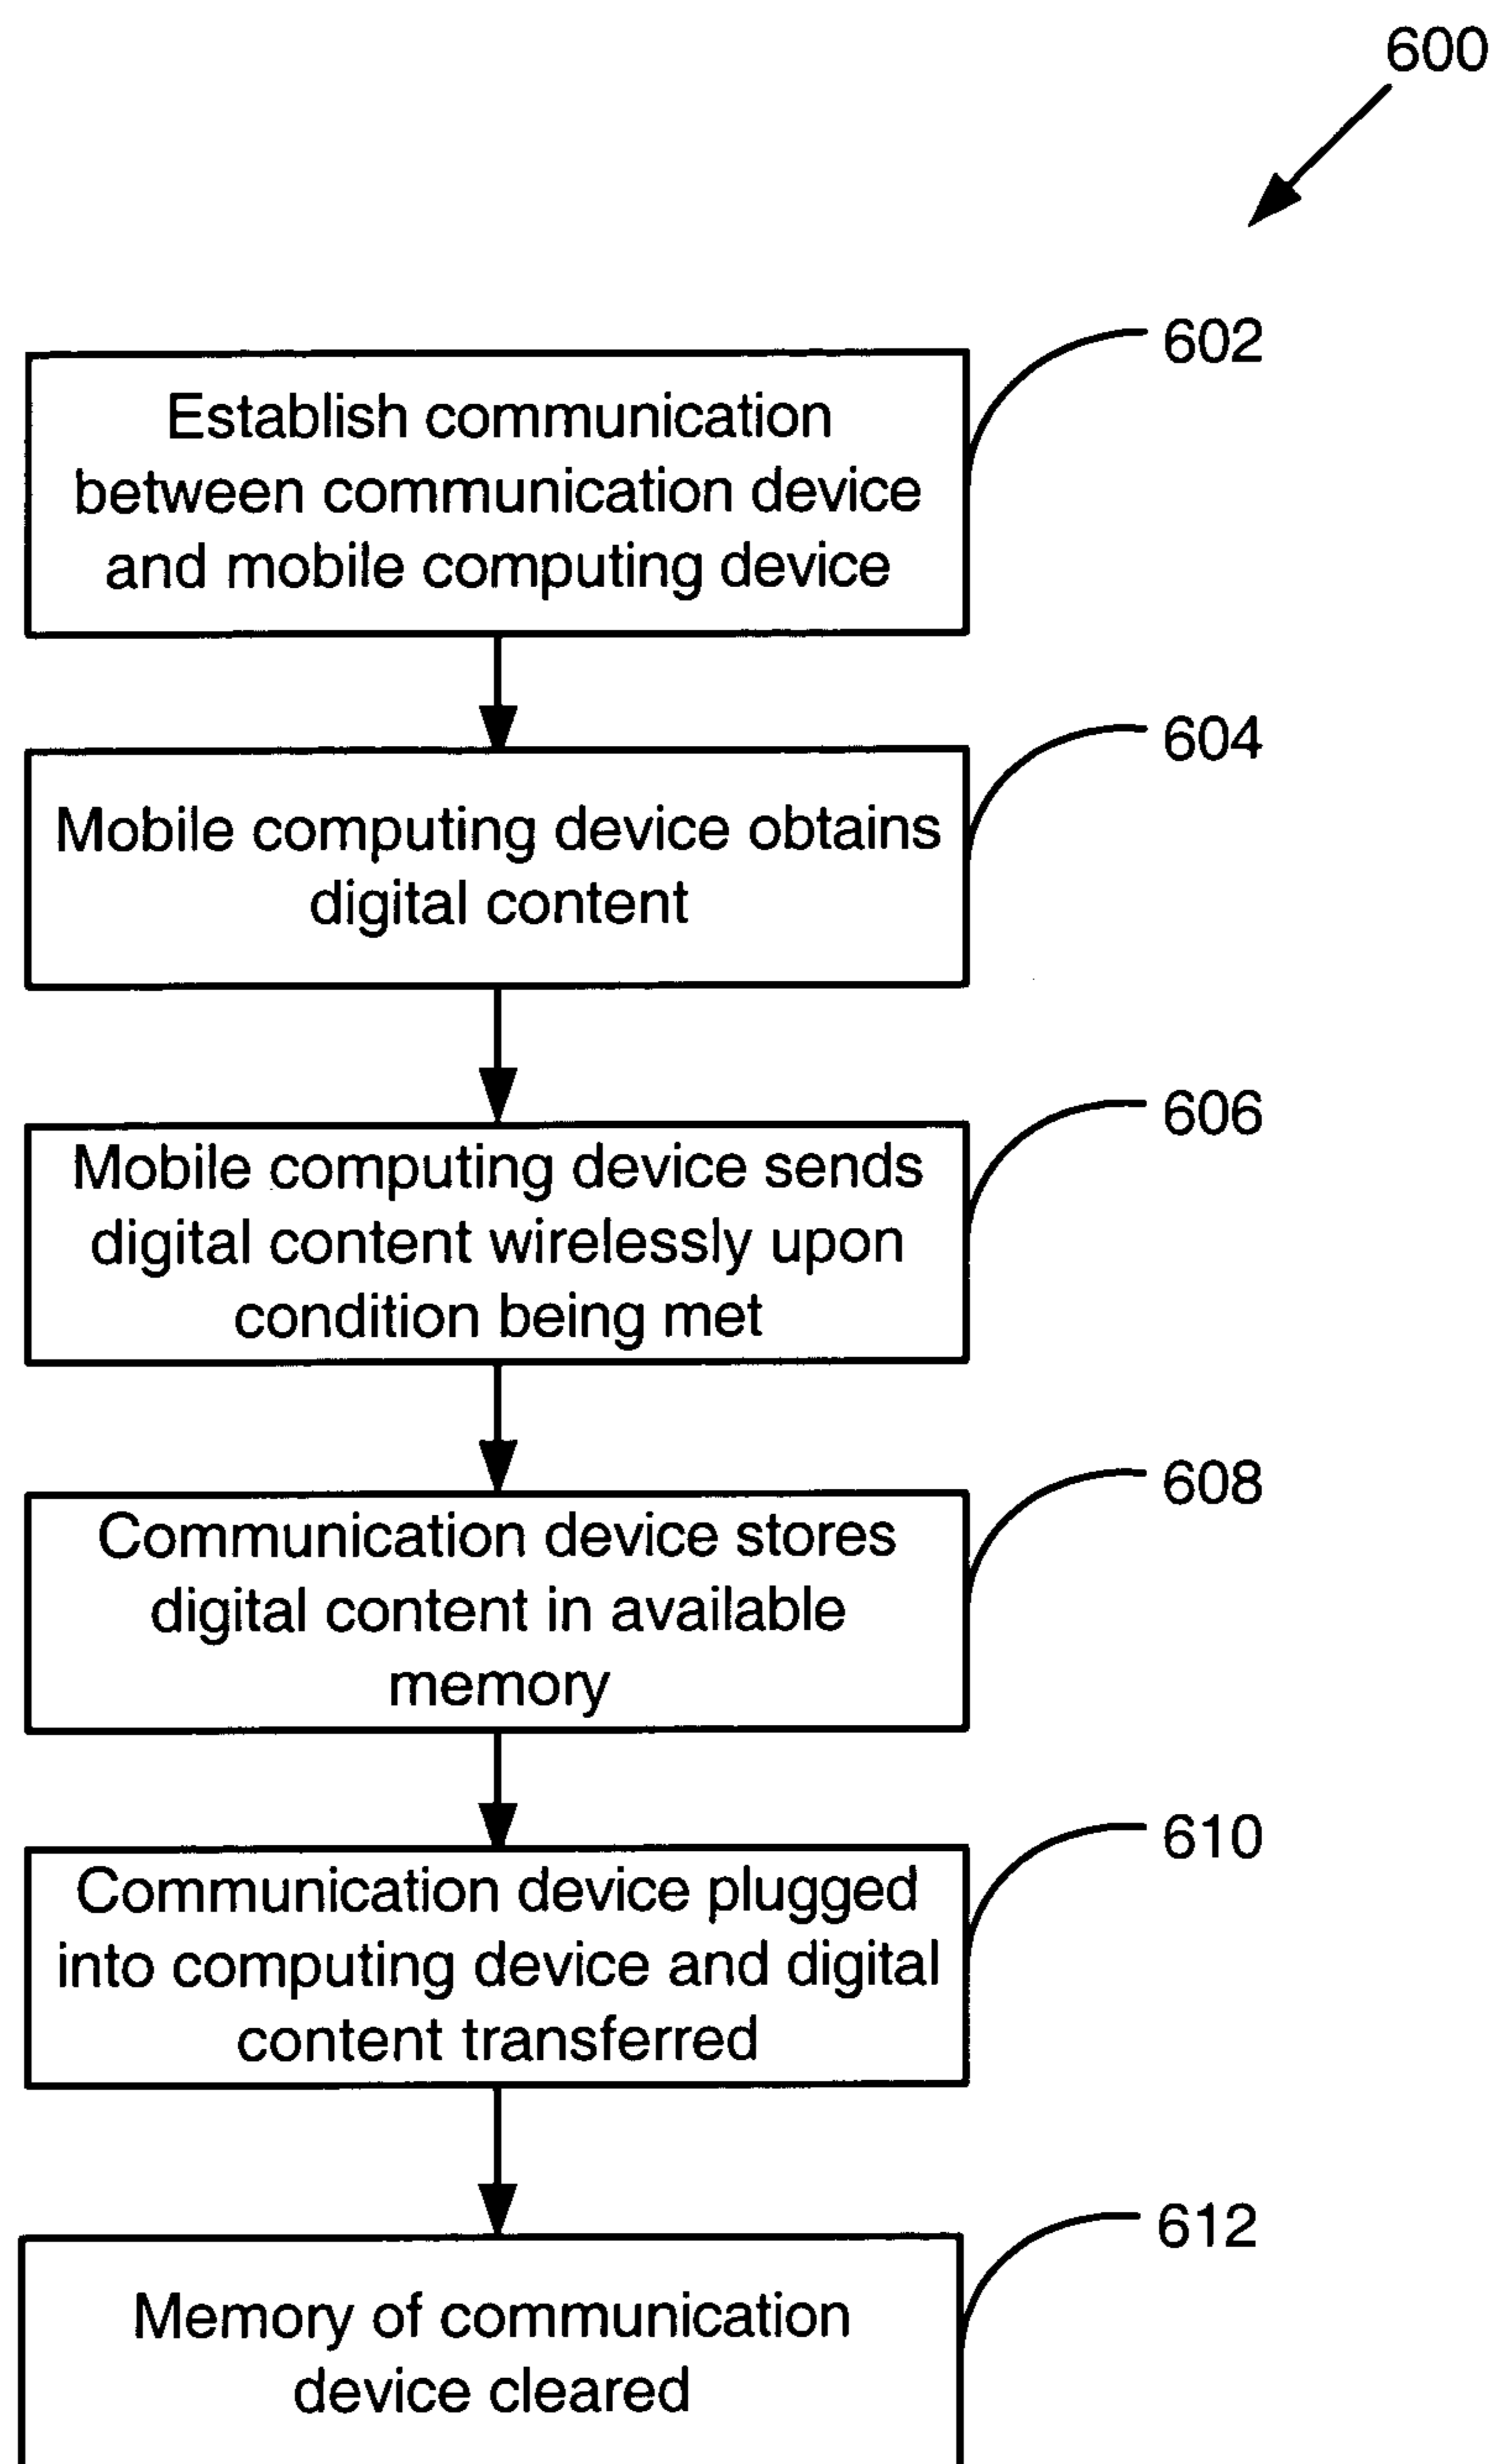 600
602
Establish communication
between communication device
and mobile computing device
604
Mobile computing device obtains
digital content
606
Mobile computing device sends
digital content wirelessly upon
condition being met
608
Communication device stores
digital content in available
memory
610
Communication device plugged
into computing device and digital
content transferred
612
Memory of communication
device cleared